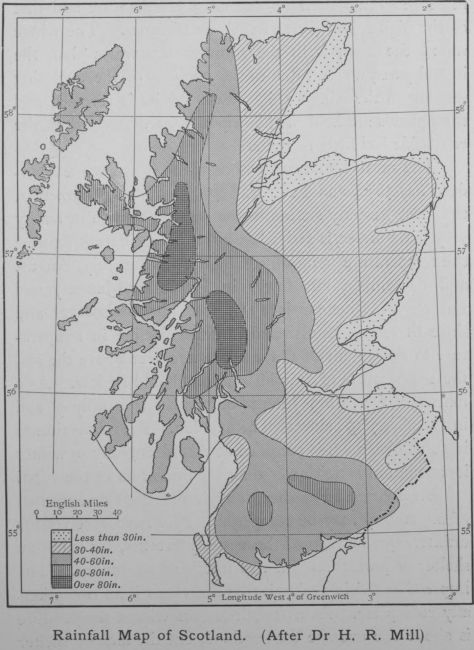 7° 6° 5° 4° 3° 2°
58° 58°
57° 57°
56° 56°
English Miles
0 10 20 30 40
55° 55°
Less than 30in.
30-40in.
40-60in.
60-80in.
Over 80in.
Longitude West 4° of Greenwich
7° 6° 5° 3° 2°
Rainfall Map of Scotland. (After Dr H. R. Mill)